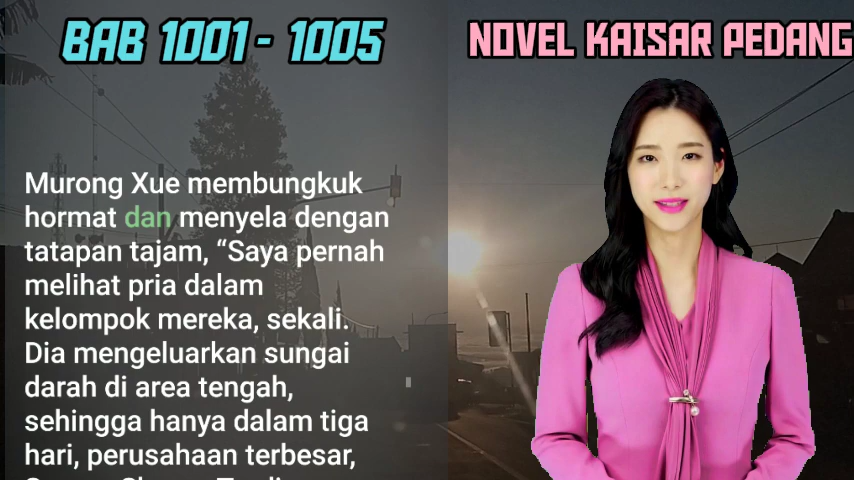 BAB 1001 - 1005
NOVEL KAISAR PEDANG
Murong Xue membungkuk
hormat dan menyela dengan
tatapan tajam, “Saya pernah
melihat pria dalam
kelompok mereka, sekali.
Dia mengeluarkan sungai
darah di area tengah,
sehingga hanya dalam tiga
hari, perusahaan terbesar,